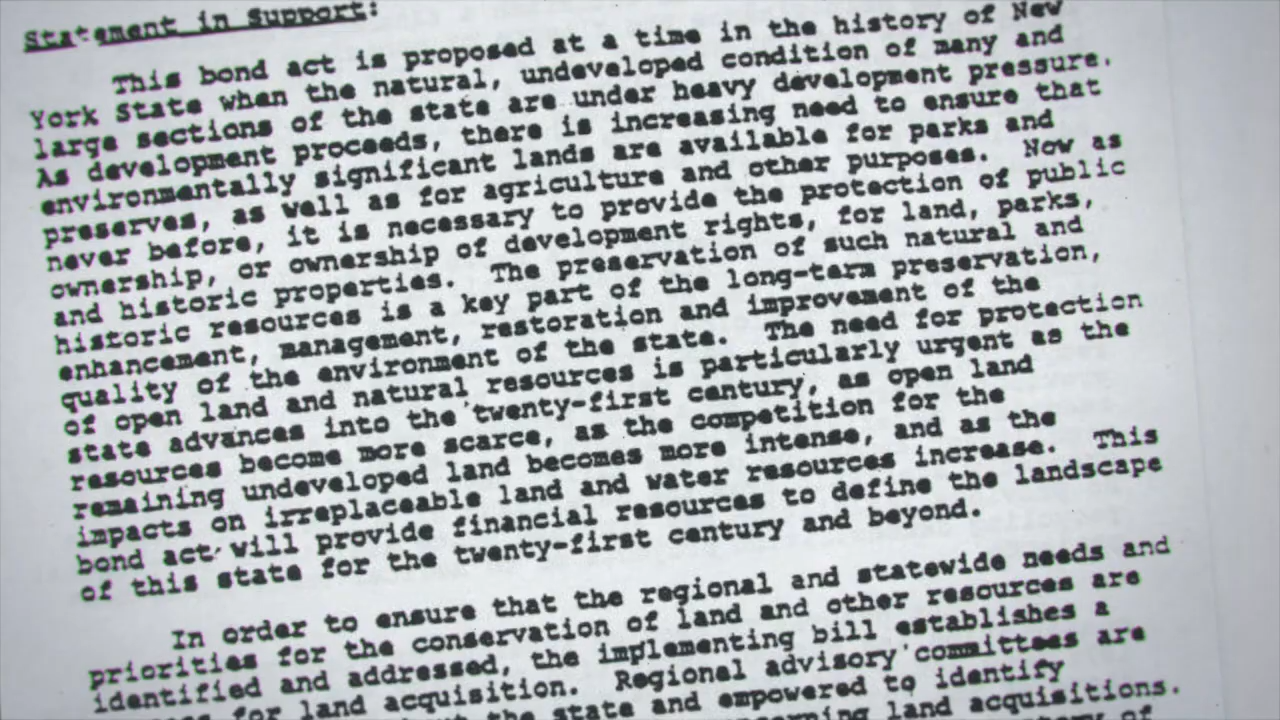 Statement in Support:
This bond act is proposed at a time in the history of New
York State when the natural, undeveloped condition of many and
large sections of the state are under heavy development pressure.
As development proceeds, there is increasing need to ensure that
environmentally significant lands are available for parks and
preserves, as well as for agriculture and other purposes. Now as
never before, it is necessary to provide the protection of public
ownership, or ownership of development rights, for land, parks,
and historic properties. The preservation of such natural and
historic resources is a key part of the long-term preservation,
enhancement, management, restoration and improvement of the
quality of the environment of the state. The need for protection
of open land and natural resources is particularly urgent as the
state advances into the twenty-first century, as open land
resources become more scarce, as the competition for the
remaining undeveloped land becomes more intense, and as the
impacts on irreplaceable land and water resources increase. This
bond act will provide financial resources to define the landscape
of this state for the twenty-first century and beyond.
In order to ensure that the regional and statewide needs and
priorities for the conservation of land and other resources are
identified and addressed, the implementing bill establishes a
for land acquisition. Regional advisory committees are
the state and empowered to identify
land acquisitions.
of